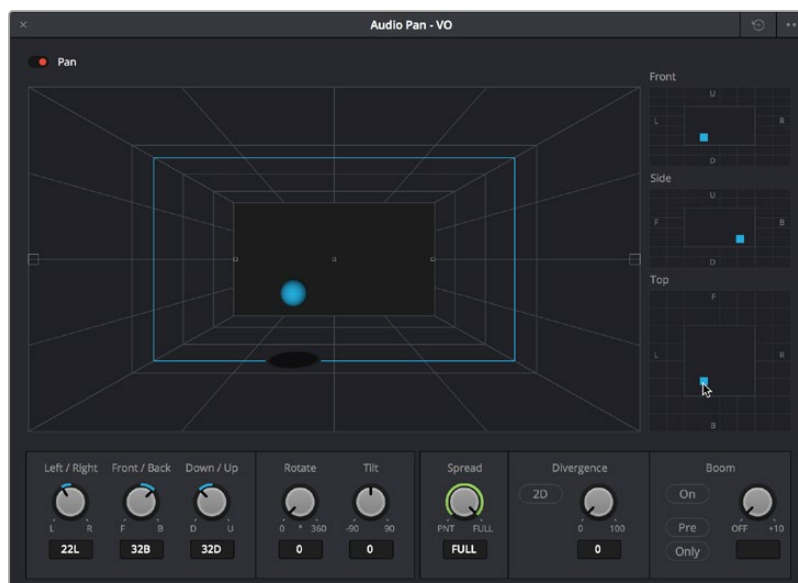 Audio Pan - VO
Pan
Front
U
L R
D
Side
U
F B
D
Top
F
L R
B
Left / Right Front / Back Down / Up Rotate Tilt Spread Divergence Boom
2D On
L R F B D U 0 ° 360 -90 90 PNT FULL 0 100 Pre OFF +10
Only
22L 32B 32D 0 0 FULL 0